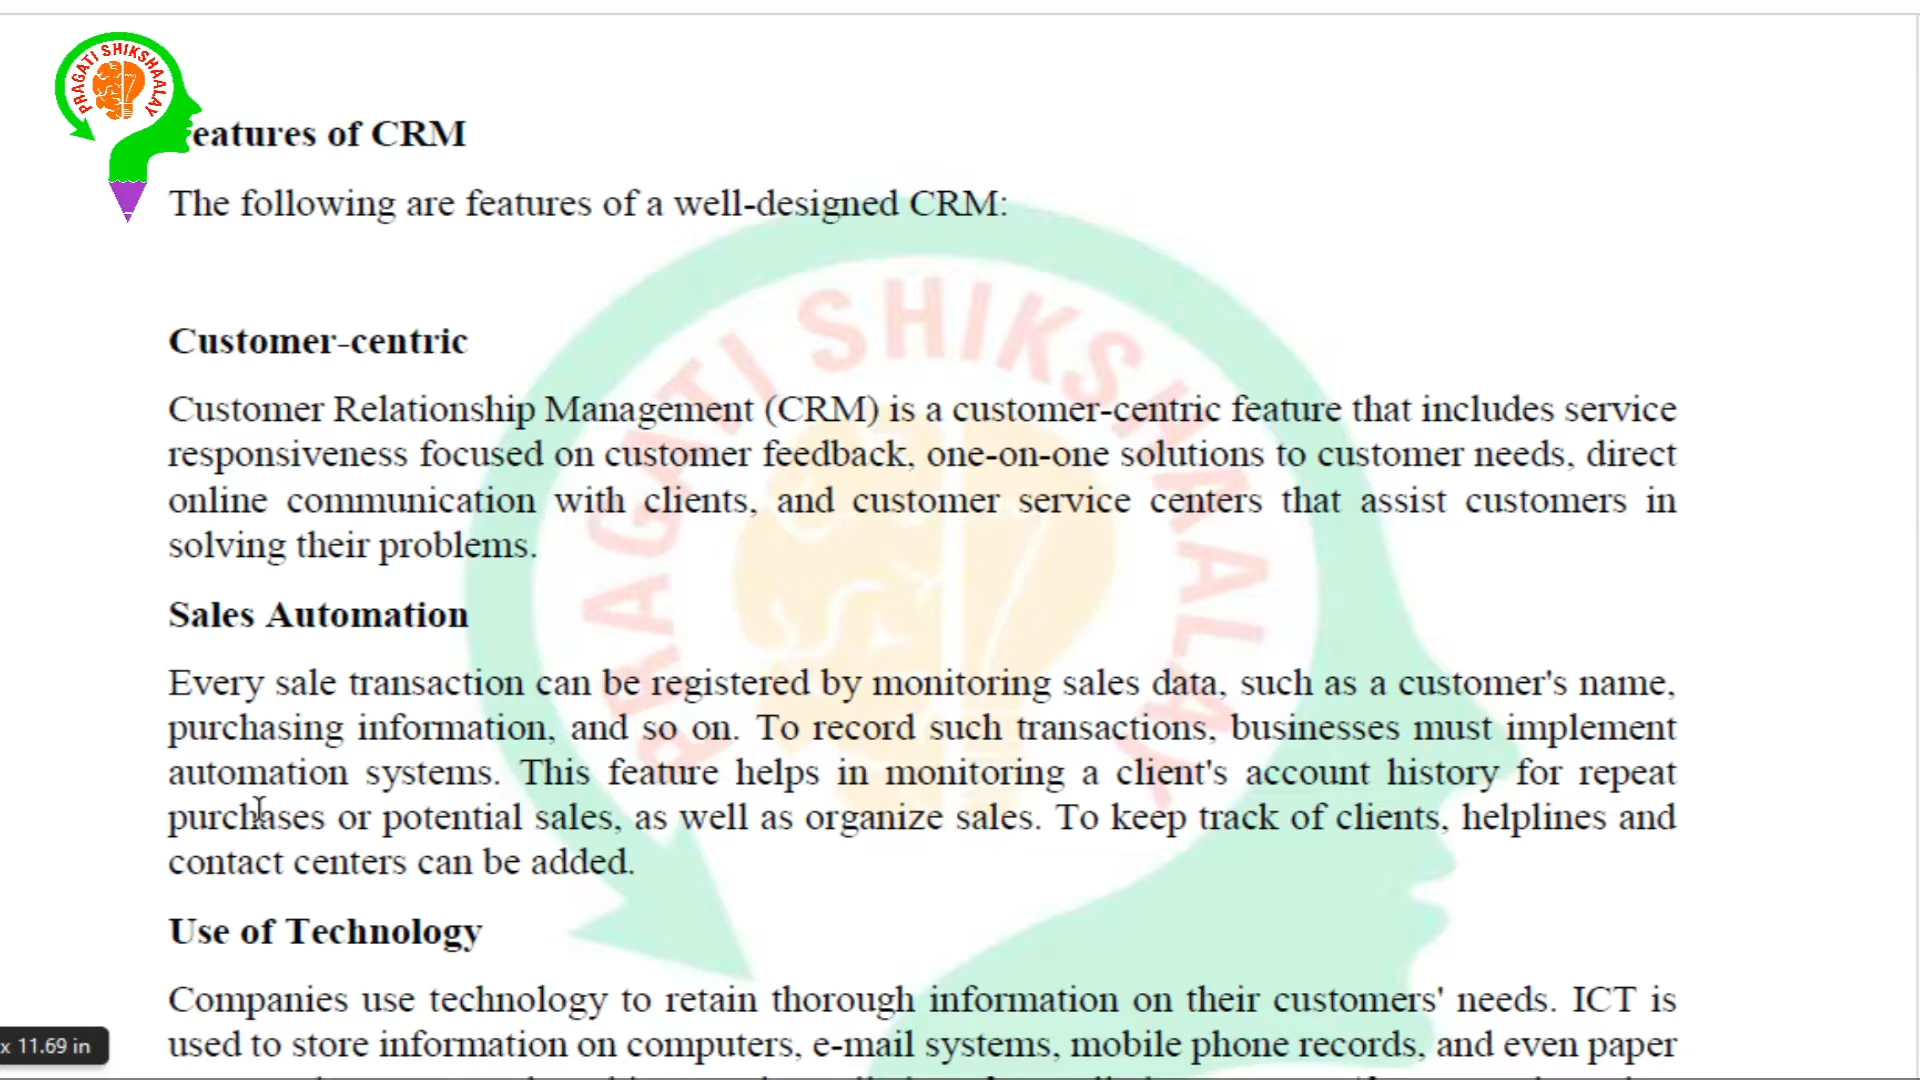 PRAGATI SHIKSHAALAY
eatures of CRM
The following are features of a well-designed CRM:
PRAGATI SHIKSHAALAY
Customer-centric
Customer Relationship Management (CRM) is a customer-centric feature that includes service
responsiveness focused on customer feedback, one-on-one solutions to customer needs, direct
online communication with clients, and customer service centers that assist customers in
solving their problems.
Sales Automation
Every sale transaction can be registered by monitoring sales data, such as a customer's name,
purchasing information, and so on. To record such transactions, businesses must implement
automation systems. This feature helps in monitoring a client's account history for repeat
purchases or potential sales, as well as organize sales. To keep track of clients, helplines and
contact centers can be added.
Use of Technology
Companies use technology to retain thorough information on their customers' needs. ICT is
used to store information on computers, e-mail systems, mobile phone records, and even paper
x 11.69 in